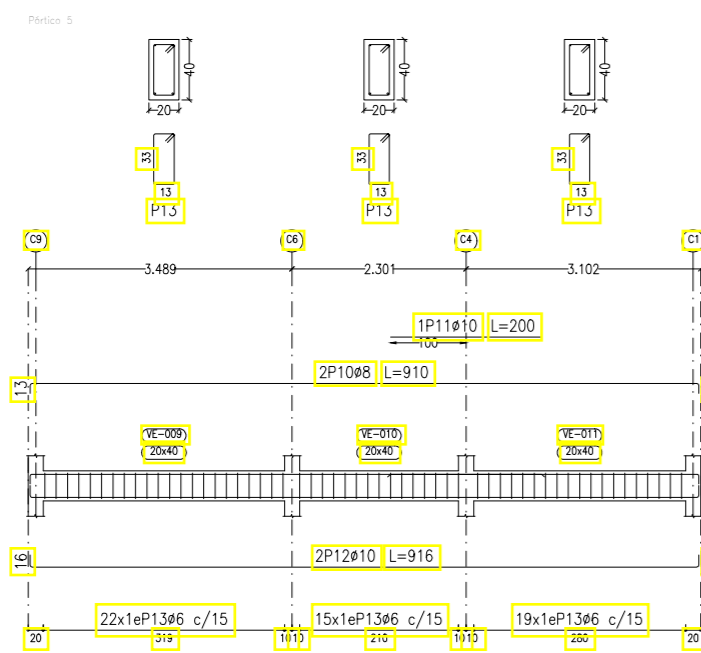 Pórtico 5
40 40 40
20 20 20
33 33 33
13 13 13
P13 P13 P13
C9 C6 C4 C1
3.489 2.301 3.102
1P11ø10 L=200
100
2P10ø8 L=910
13
VE-009 VE-010 VE-011
20x40 20x40 20x40
2P12ø10 L=916
16
22x1eP13ø6 c/15 15x1eP13ø6 c/15 19x1eP13ø6 c/15
20 319 10 10 210 10 10 280 20